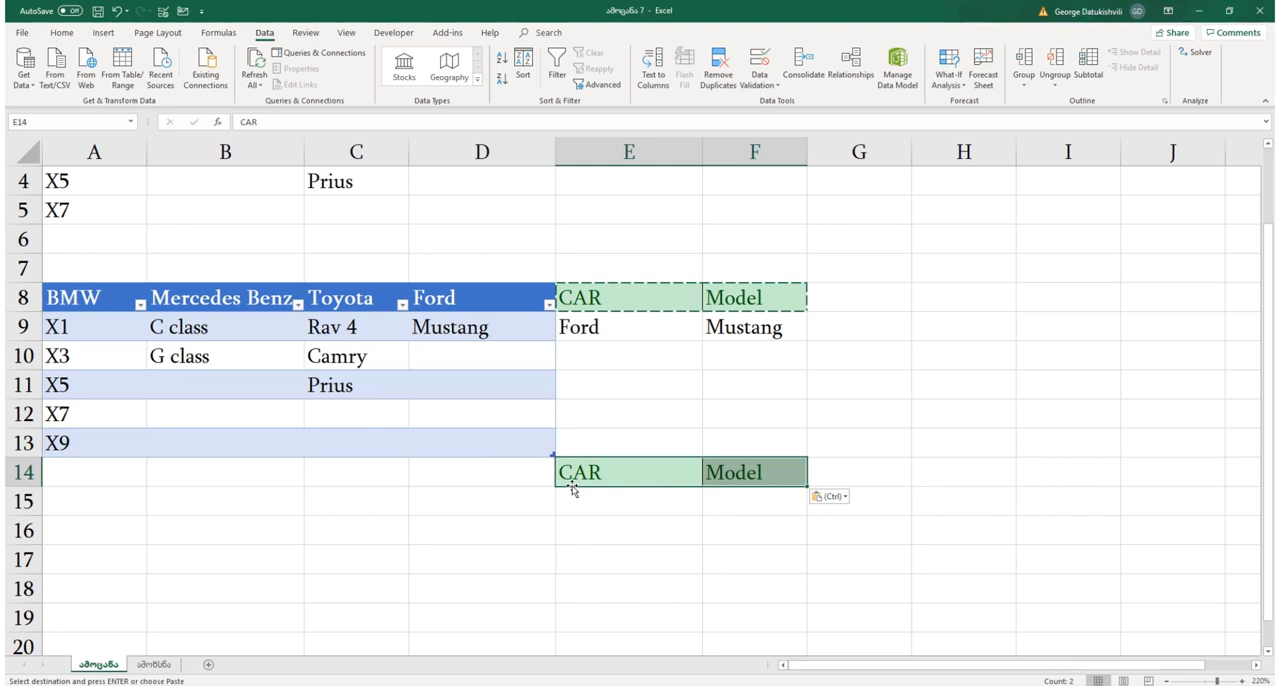 AutoSave Off ამოცანა 7 - Excel George Datukishvili GD
File Home Insert Page Layout Formulas Data Review View Developer Add-ins Help Search Share Comments
Get Data From Text/CSV From Web From Table/Range Recent Sources Existing Connections Refresh All Queries & Connections Properties Edit Links Stocks Geography Sort Filter Clear Reapply Advanced Text to Columns Flash Fill Remove Duplicates Data Validation Consolidate Relationships Manage Data Model What-If Analysis Forecast Sheet Group Ungroup Subtotal Show Detail Hide Detail Solver
Get & Transform Data Queries & Connections Data Types Sort & Filter Data Tools Forecast Outline Analyze
E14 fx CAR
A B C D E F G H I J
4 X5 Prius
5 X7
6
7
8 BMW Mercedes Benz Toyota Ford CAR Model
9 X1 C class Rav 4 Mustang Ford Mustang
10 X3 G class Camry
11 X5 Prius
12 X7
13 X9
14 CAR Model
(Ctrl)
15
16
17
18
19
20
ამოცანა ამოხსნა
Select destination and press ENTER or choose Paste Count: 2 220%